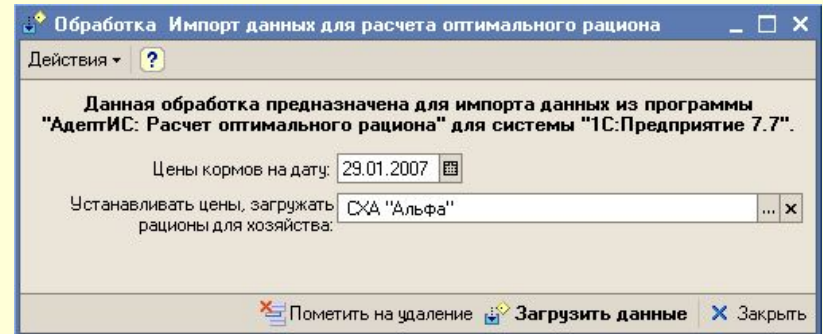 Обработка Импорт данных для расчета оптимального рациона
Действия
?
Данная обработка предназначена для импорта данных из программы
"АдептИС: Расчет оптимального рациона" для системы "1С:Предприятие 7.7".
Цены кормов на дату: 29.01.2007
Устанавливать цены, загружать
рационы для хозяйства:
СХА "Альфа"
... x
Пометить на удаление Загрузить данные Закрыть